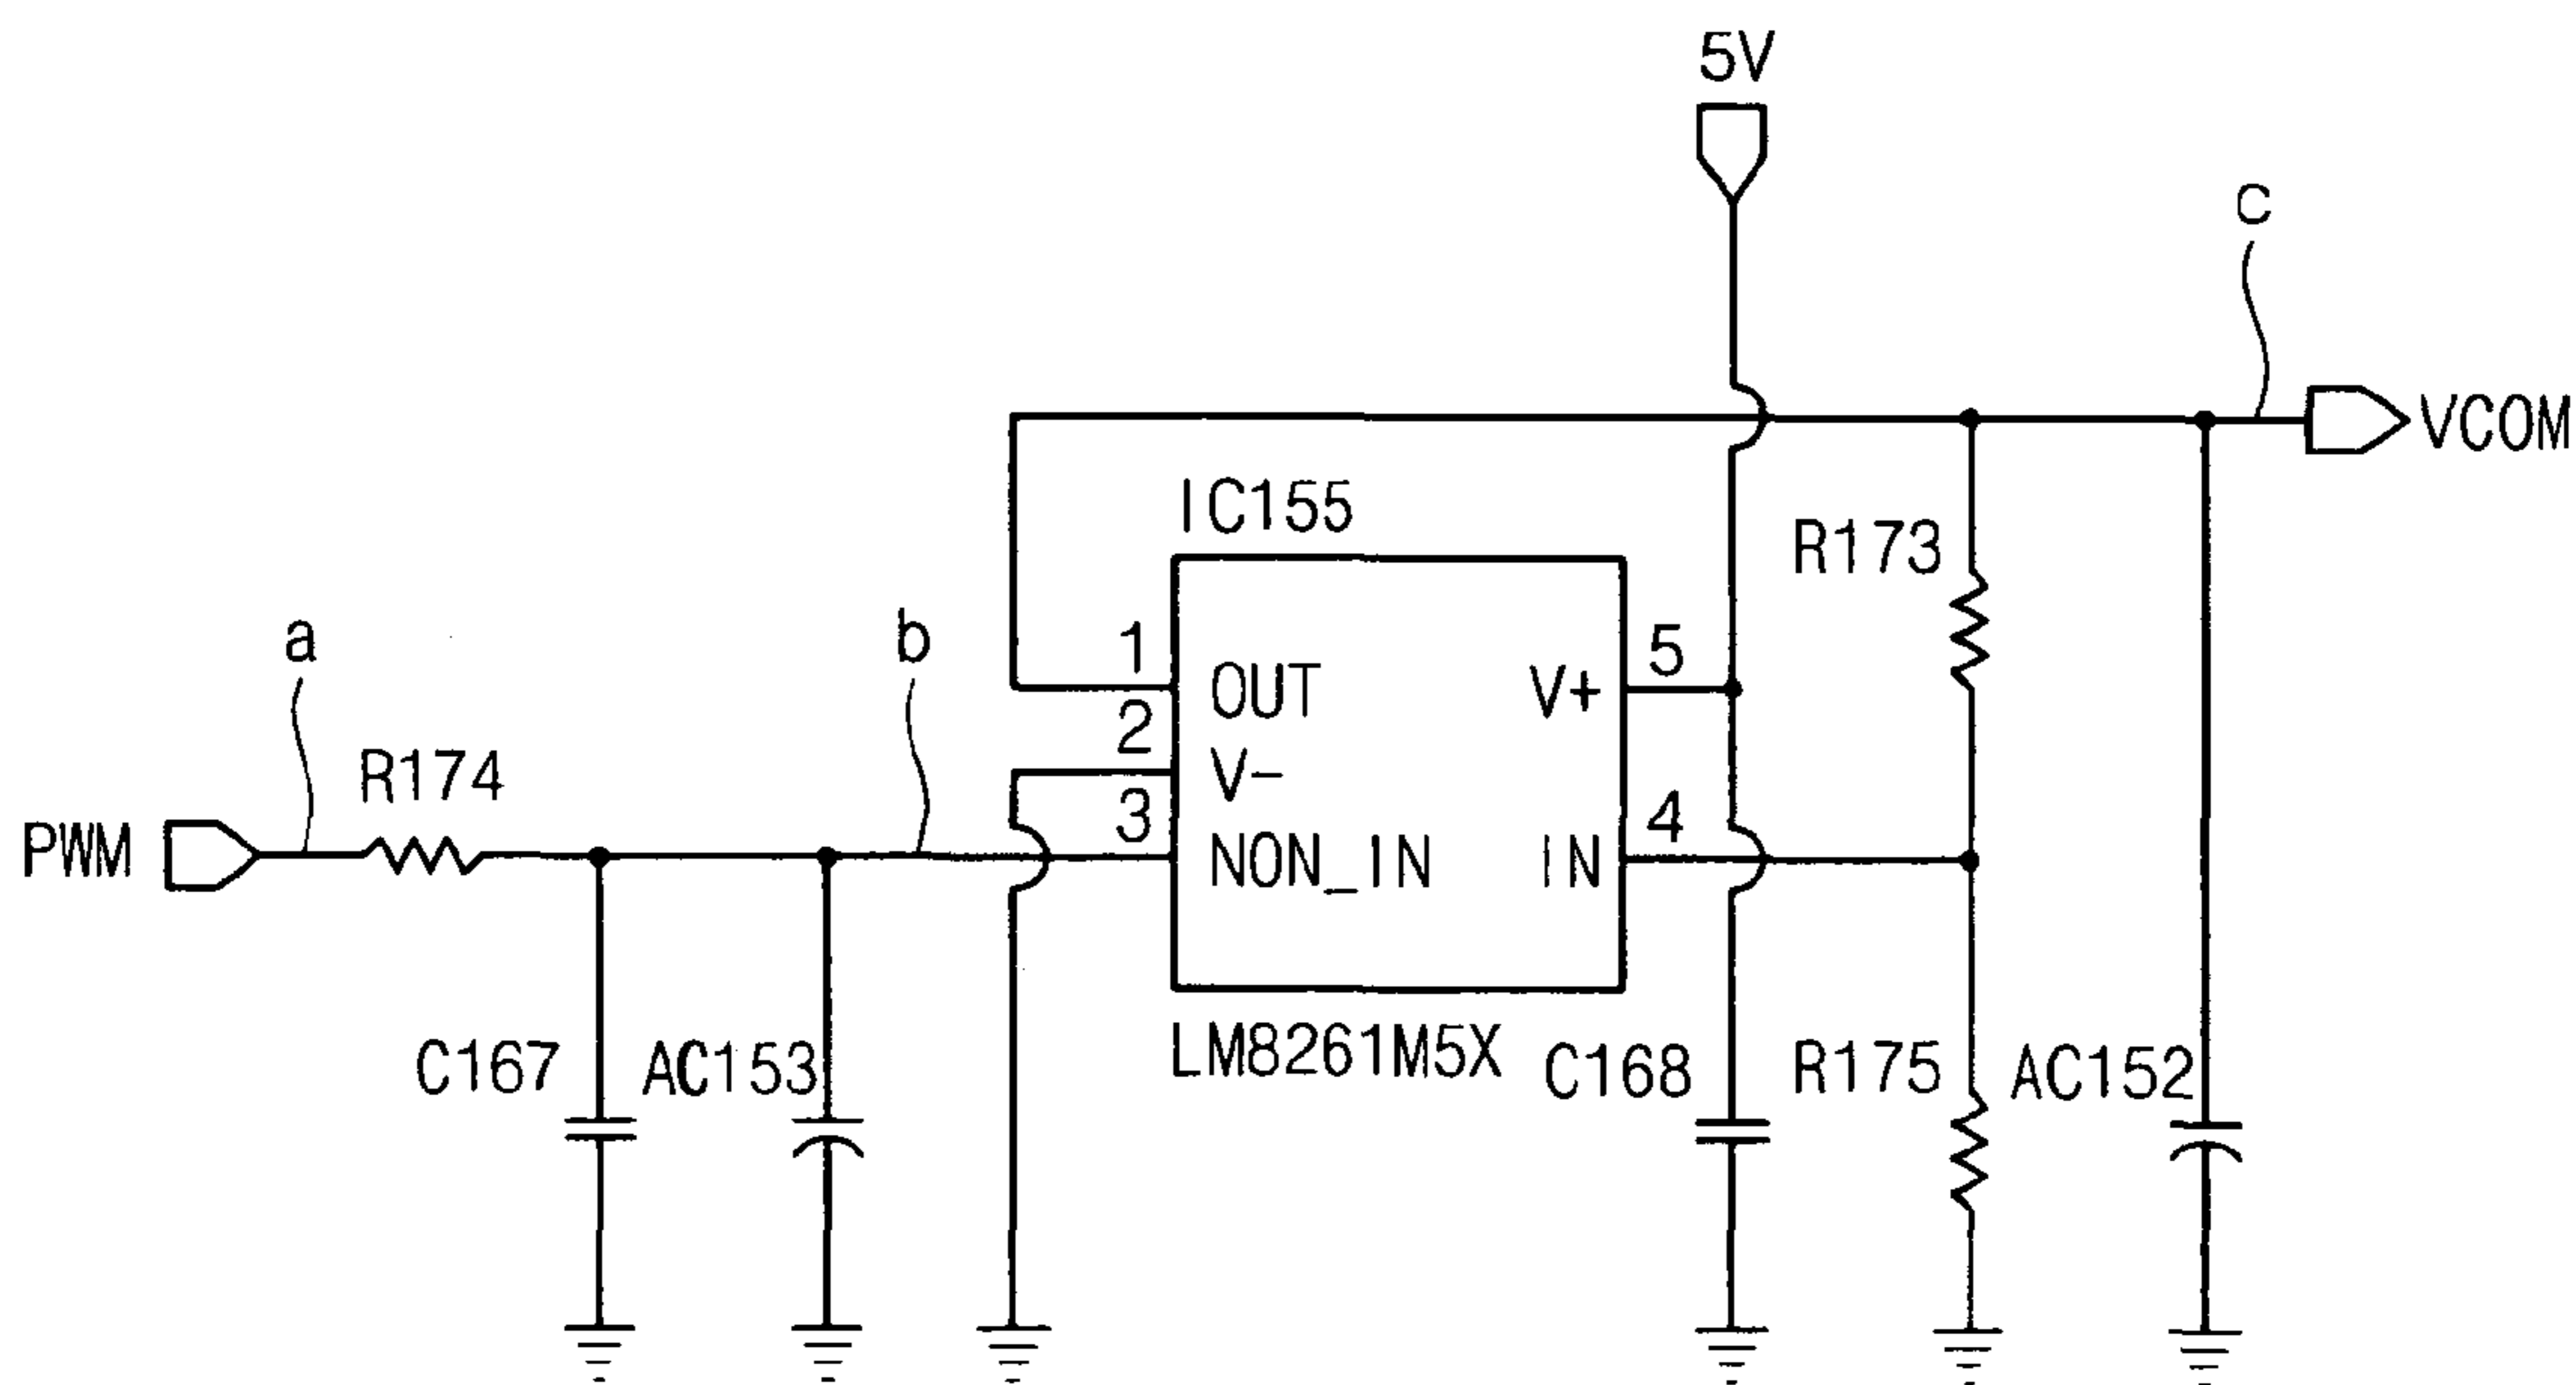 5V
c
VCOM
IC155
R173
a
b
1
OUT
V+
5
2
V-
R174
3
4
PWM
NON_IN
IN
C167
AC153
LM8261M5X
C168
R175
AC152